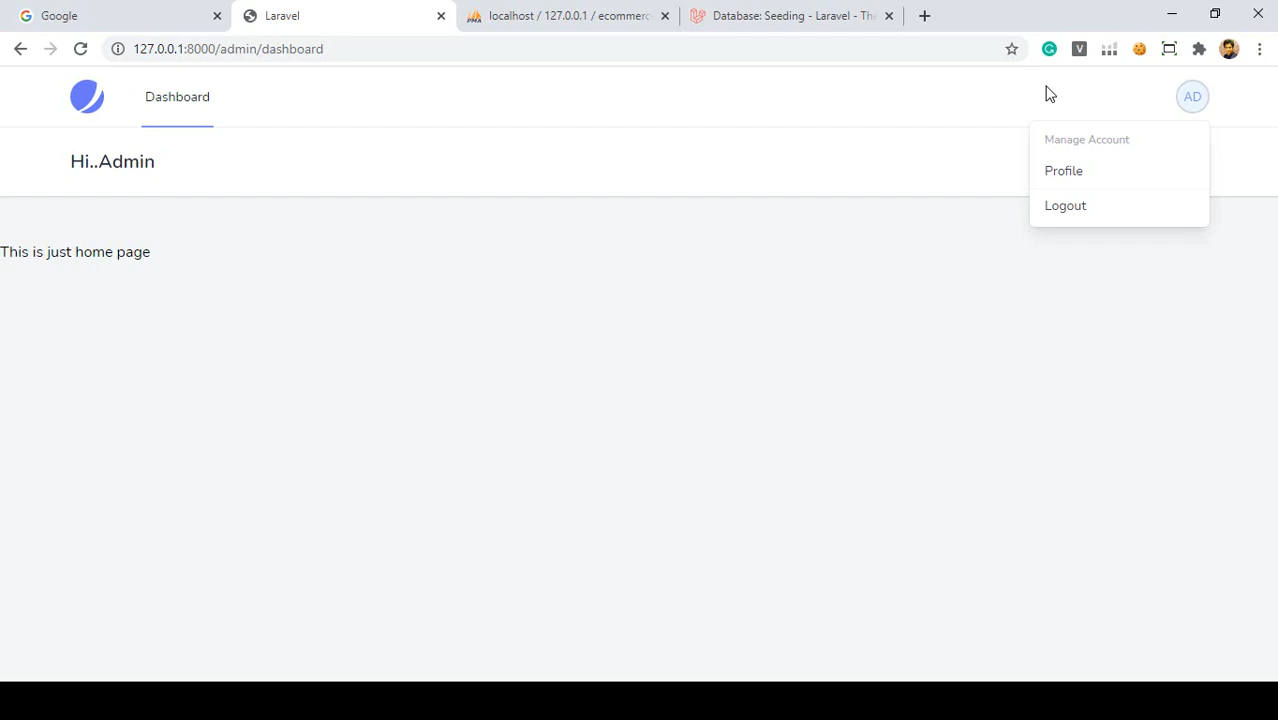 Google
Laravel
localhost / 127.0.0.1 / ecommerc
Database: Seeding - Laravel - The
127.0.0.1:8000/admin/dashboard
Dashboard
AD
Manage Account
Hi..Admin
Profile
Logout
This is just home page